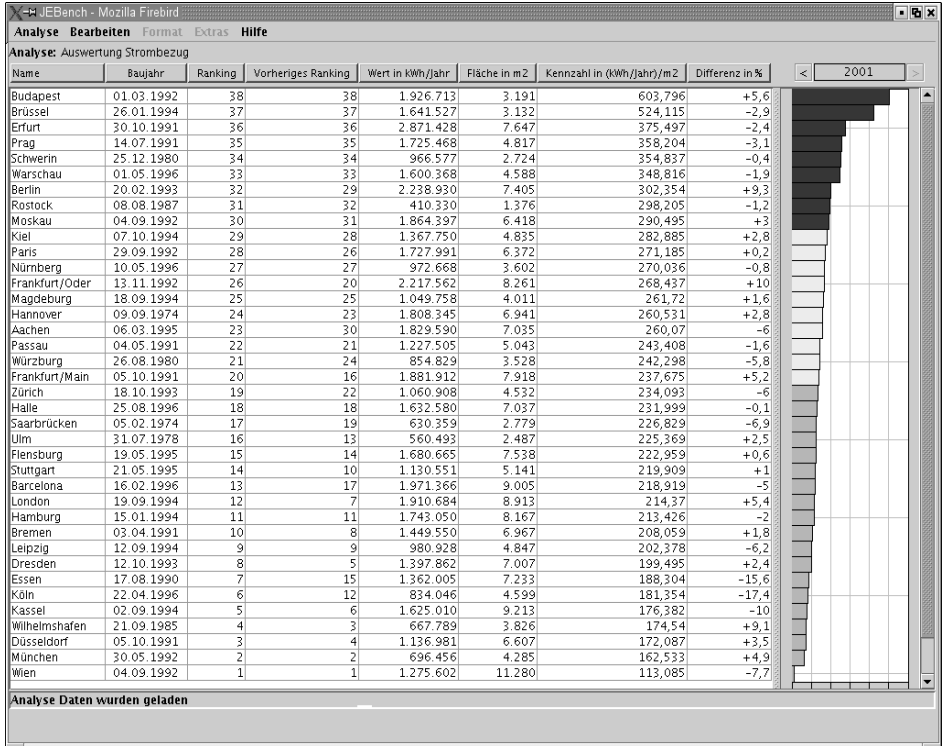 JEBench - Mozilla Firebird
Analyse Bearbeiten Format Extras Hilfe
Analyse: Auswertung Strombezug
Name Baujahr Ranking Vorheriges Ranking Wert in kWh/Jahr Fläche in m2 Kennzahl in (kWh/Jahr)/m2 Differenz in % < 2001 >
Budapest 01.03.1992 38 38 1.926.713 3.191 603,796 +5,6
Brüssel 26.01.1994 37 37 1.641.527 3.132 524,115 -2,9
Erfurt 30.10.1991 36 36 2.871.428 7.647 375,497 -2,4
Prag 14.07.1991 35 35 1.725.468 4.817 358,204 -3,1
Schwerin 25.12.1980 34 34 966.577 2.724 354,837 -0,4
Warschau 01.05.1996 33 33 1.600.368 4.588 348,816 -1,9
Berlin 20.02.1993 32 29 2.238.930 7.405 302,354 +9,3
Rostock 08.08.1987 31 32 410.330 1.376 298,205 -1,2
Moskau 04.09.1992 30 31 1.864.397 6.418 290,495 +3
Kiel 07.10.1994 29 28 1.367.750 4.835 282,885 +2,8
Paris 29.09.1992 28 26 1.727.991 6.372 271,185 +0,2
Nürnberg 10.05.1996 27 27 972.668 3.602 270,036 -0,8
Frankfurt/Oder 13.11.1992 26 20 2.217.562 8.261 268,437 +10
Magdeburg 18.09.1994 25 25 1.049.758 4.011 261,72 +1,6
Hannover 09.09.1974 24 23 1.808.345 6.941 260,531 +2,8
Aachen 06.03.1995 23 30 1.829.590 7.035 260,07 -6
Passau 04.05.1991 22 21 1.227.505 5.043 243,408 -1,6
Würzburg 26.08.1980 21 24 854.829 3.528 242,298 -5,8
Frankfurt/Main 05.10.1991 20 16 1.881.912 7.918 237,675 +5,2
Zürich 18.10.1993 19 22 1.060.908 4.532 234,093 -6
Halle 25.08.1996 18 18 1.632.580 7.037 231,999 -0,1
Saarbrücken 05.02.1974 17 19 630.359 2.779 226,829 -6,9
Ulm 31.07.1978 16 13 560.493 2.487 225,369 +2,5
Flensburg 19.05.1995 15 14 1.680.665 7.538 222,959 +0,6
Stuttgart 21.05.1995 14 10 1.130.551 5.141 219,909 +1
Barcelona 16.02.1996 13 17 1.971.366 9.005 218,919 -5
London 19.09.1994 12 7 1.910.684 8.913 214,37 +5,4
Hamburg 15.01.1994 11 11 1.743.050 8.167 213,426 -2
Bremen 03.04.1991 10 8 1.449.550 6.967 208,059 +1,8
Leipzig 12.09.1994 9 9 980.928 4.847 202,378 -6,2
Dresden 12.10.1993 8 5 1.397.862 7.007 199,495 +2,4
Essen 17.08.1990 7 15 1.362.005 7.233 188,304 -15,6
Köln 22.04.1996 6 12 834.046 4.599 181,354 -17,4
Kassel 02.09.1994 5 6 1.625.010 9.213 176,382 -10
Wilhelmshafen 21.09.1985 4 3 667.789 3.826 174,54 +9,1
Düsseldorf 05.10.1991 3 4 1.136.981 6.607 172,087 +3,5
München 30.05.1992 2 2 696.456 4.285 162,533 +4,9
Wien 04.09.1992 1 1 1.275.602 11.280 113,085 -7,7
Analyse Daten wurden geladen